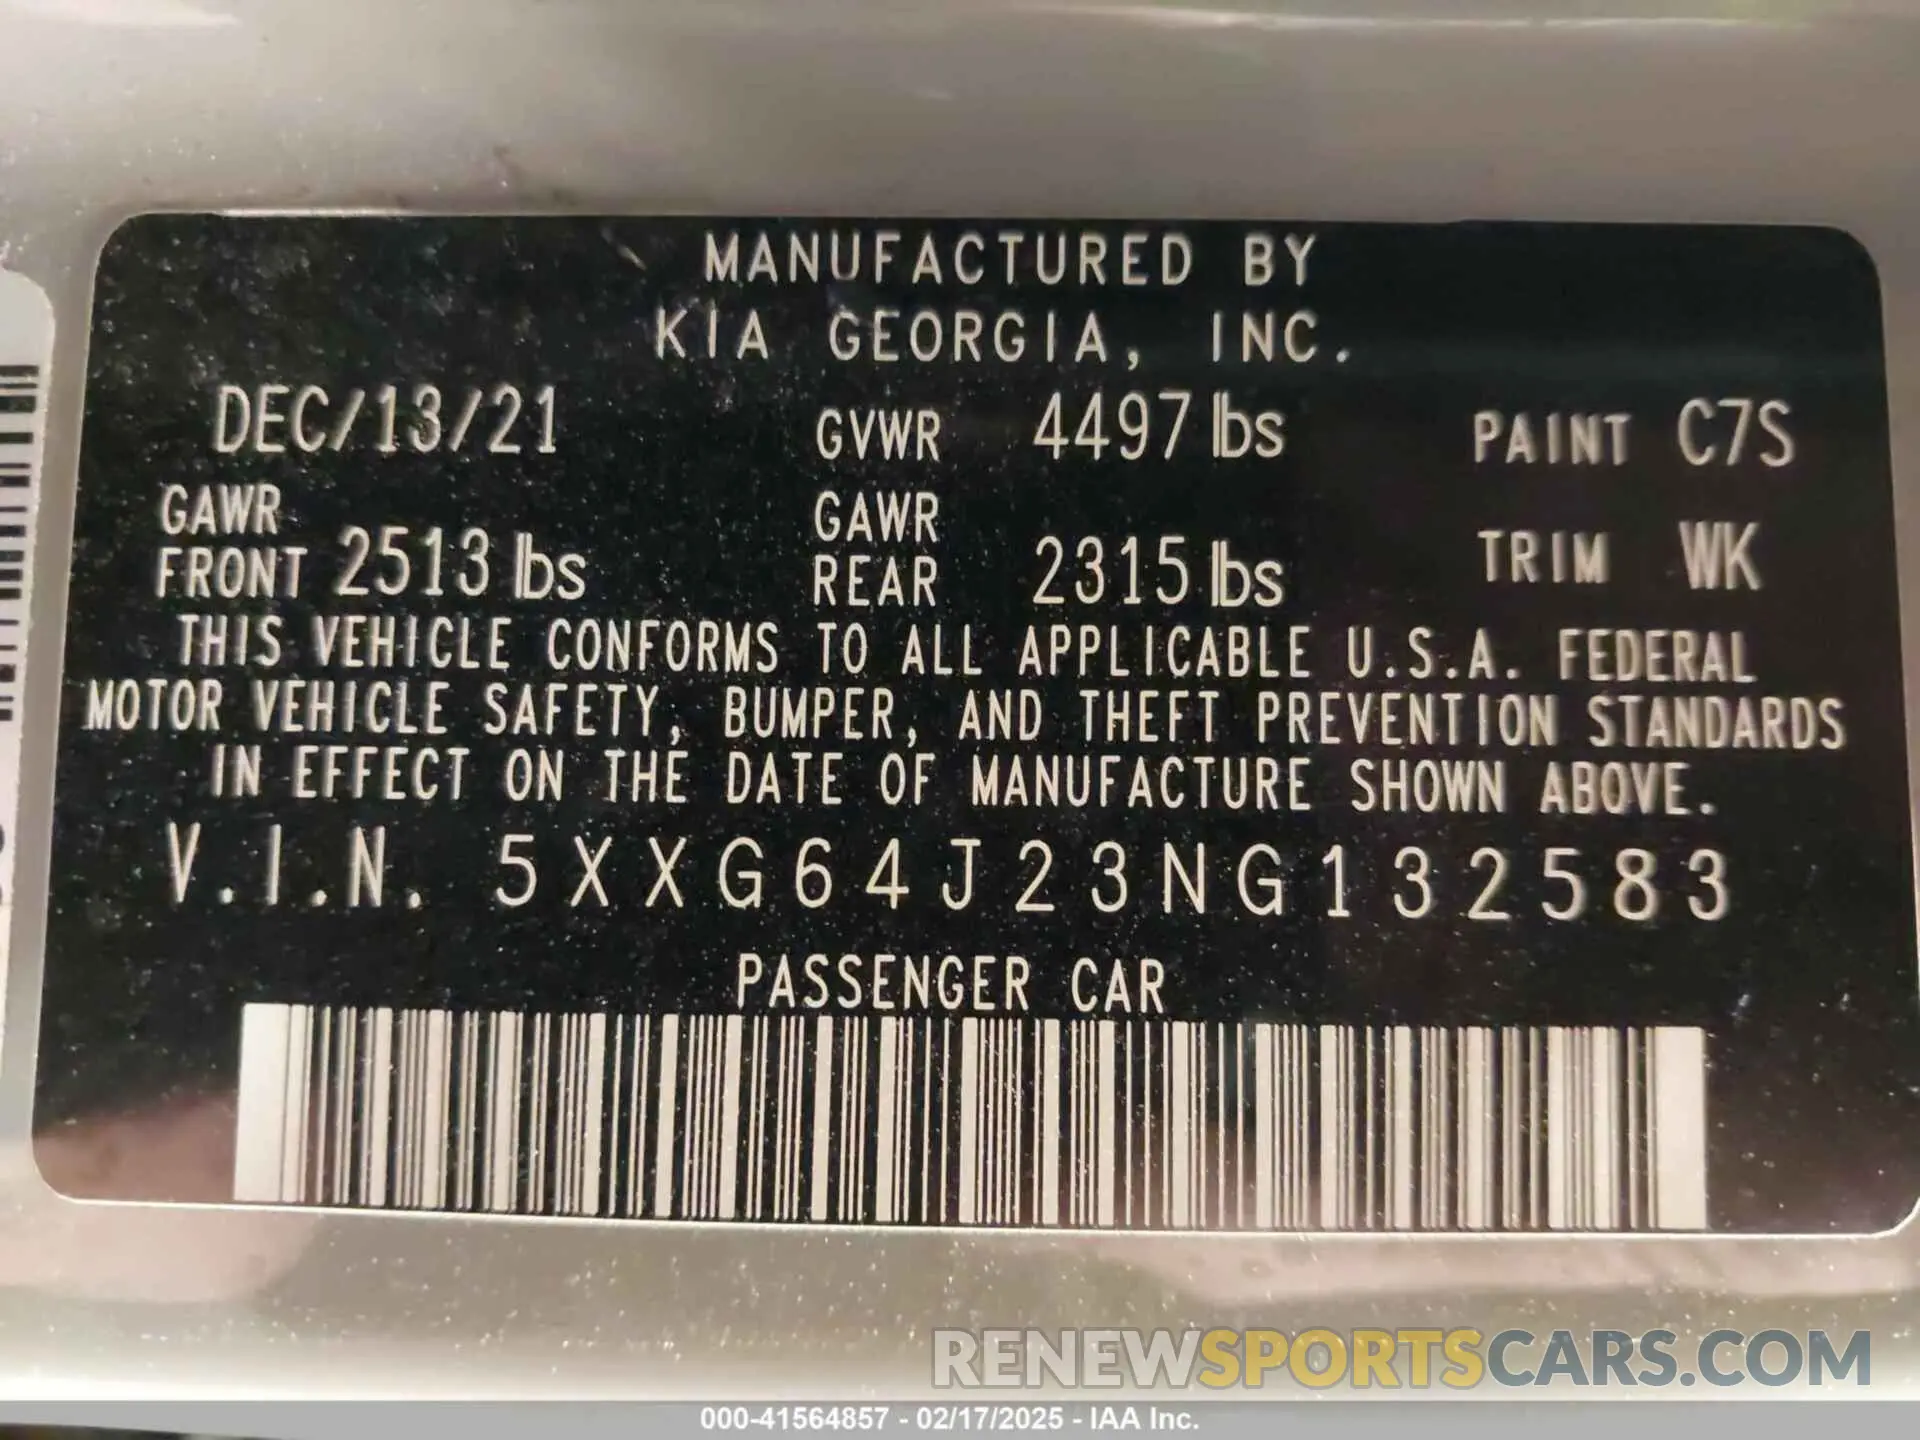 MANUFACTURED BY
KIA GEORGIA, INC.
DEC/13/21 GVWR 4497 lbs PAINT C7S
GAWR FRONT 2513 lbs GAWR REAR 2315 lbs TRIM WK
THIS VEHICLE CONFORMS TO ALL APPLICABLE U.S.A. FEDERAL
MOTOR VEHICLE SAFETY, BUMPER, AND THEFT PREVENTION STANDARDS
IN EFFECT ON THE DATE OF MANUFACTURE SHOWN ABOVE.
V.I.N. 5XXG64J23NG132583
PASSENGER CAR
RENEWSPORTSCARS.COM
000-41564857 - 02/17/2025 - IAA Inc.